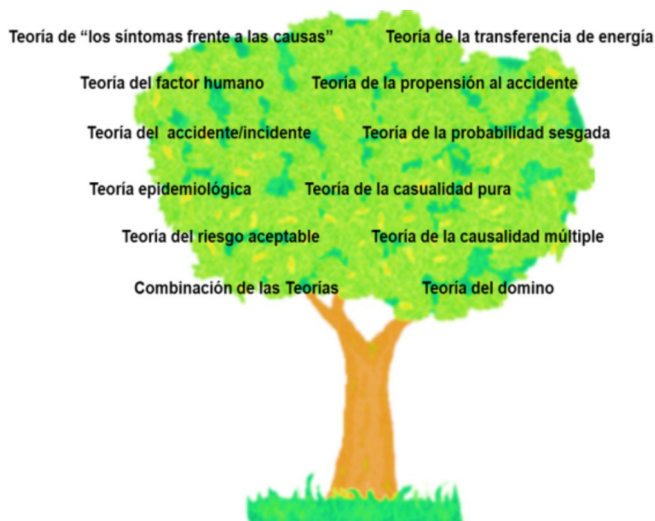 Teoría de “los síntomas frente a las causas” Teoría de la transferencia de energía
Teoría del factor humano Teoría de la propensión al accidente
Teoría del accidente/incidente Teoría de la probabilidad sesgada
Teoría epidemiológica Teoría de la casualidad pura
Teoría del riesgo aceptable Teoría de la causalidad múltiple
Combinación de las Teorías Teoría del domino